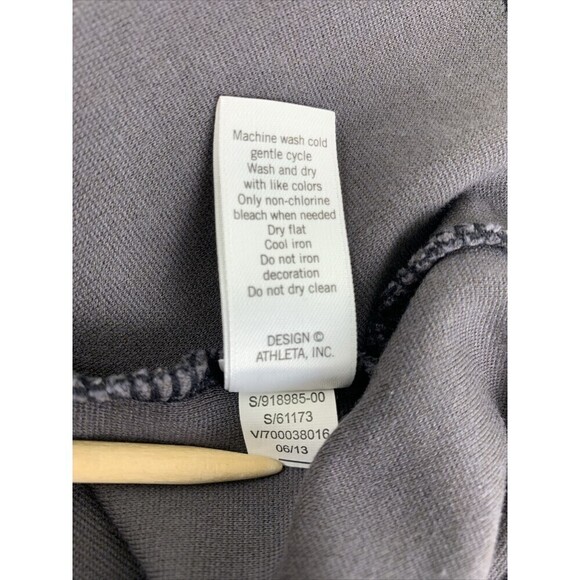 Machine wash cold
gentle cycle
Wash and dry
with like colors
Only non-chlorine
bleach when needed
Dry flat
Cool iron
Do not iron
decoration
Do not dry clean
DESIGN ©
ATHLETA, INC.
S/918985-00
S/61173
V/700038016
06/13